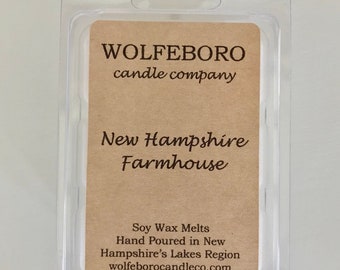 WOLFEBORO
candle company
New Hampshire
Farmhouse
Soy Wax Melts
Hand Poured in New
Hampshire's Lakes Region
wolfeborocandleco.com